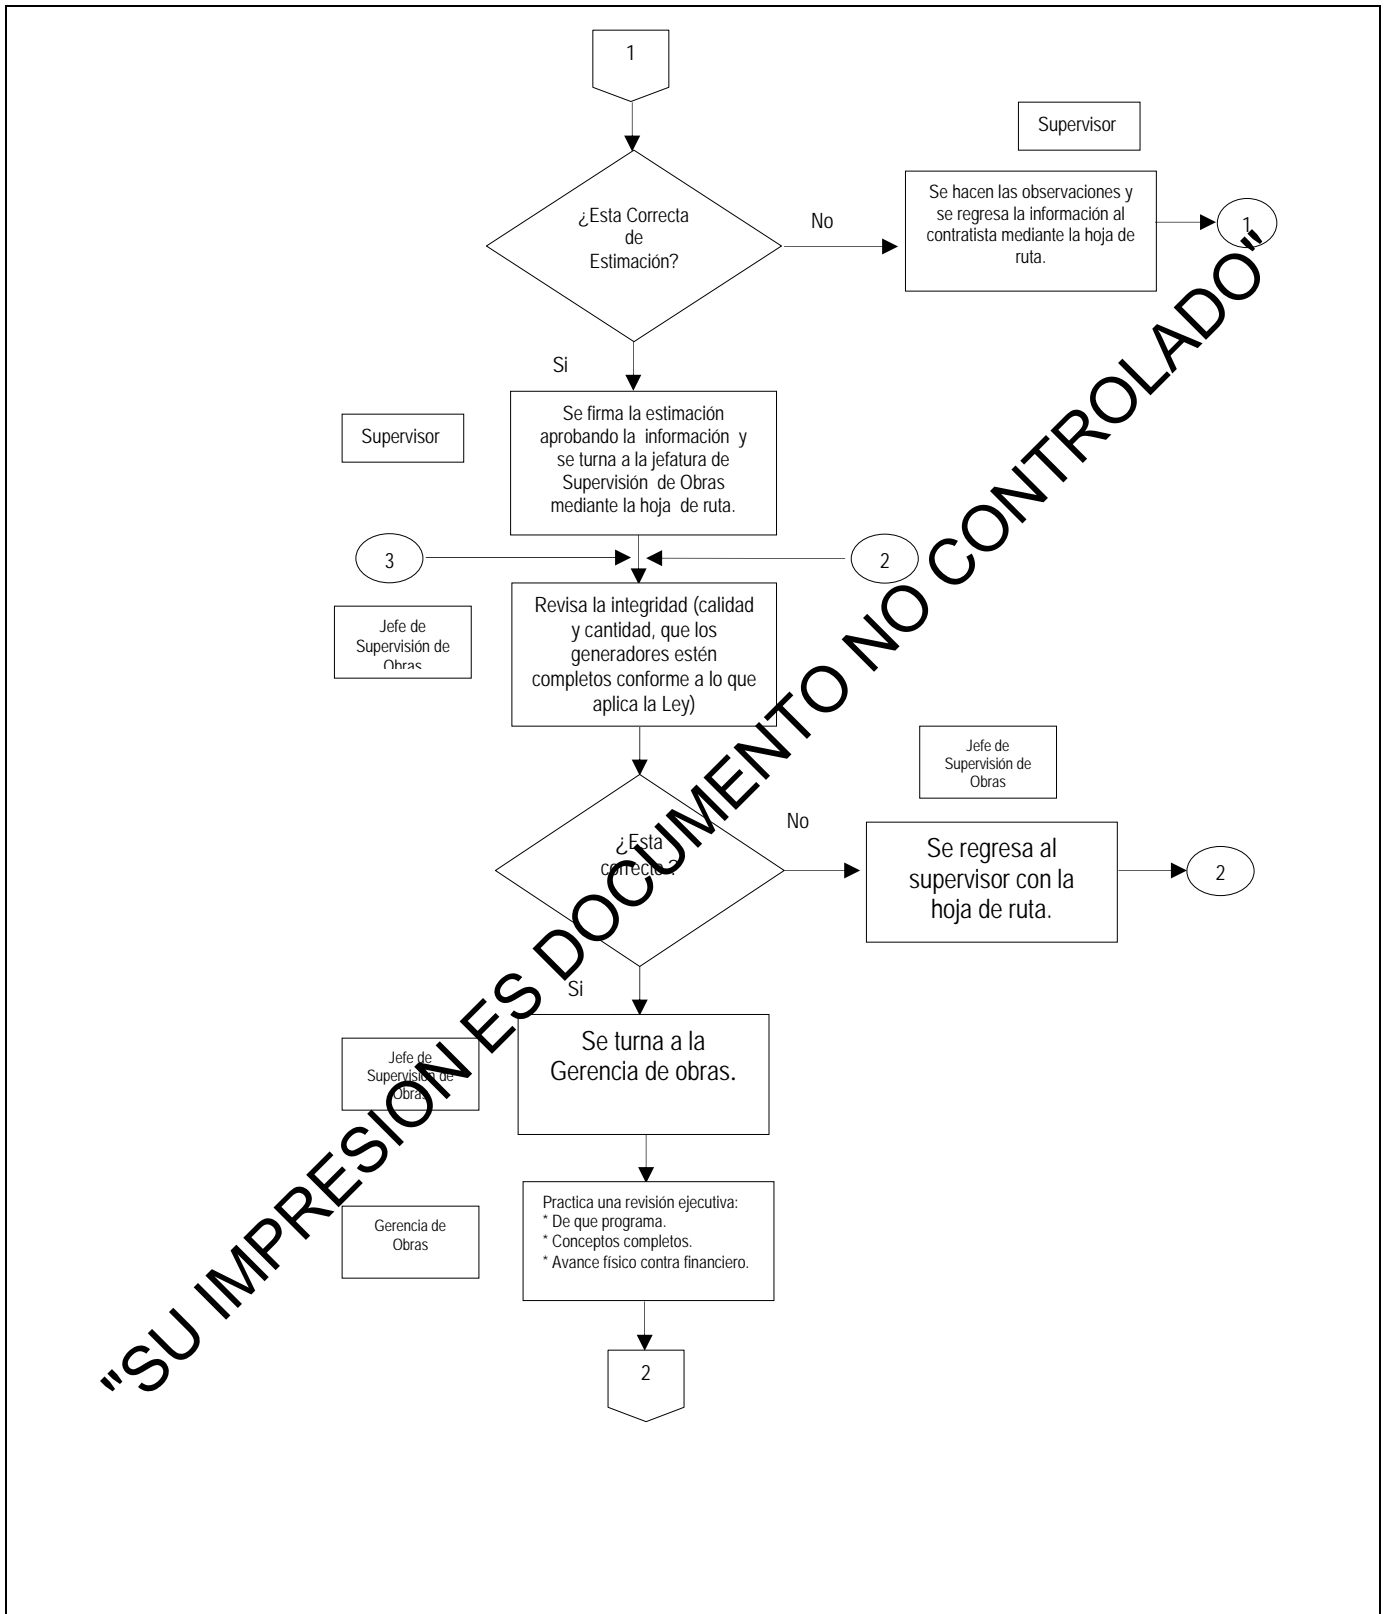 1
Supervisor
¿Esta Correcta
de
Estimación?
No
Se hacen las observaciones y
se regresa la información al
contratista mediante la hoja de
ruta.
1
Si
Supervisor
Se firma la estimación
aprobando la información y
se turna a la jefatura de
Supervisión de Obras
mediante la hoja de ruta.
3
2
Jefe de
Supervisión de
Obras
Revisa la integridad (calidad
y cantidad, que los
generadores estén
completos conforme a lo que
aplica la Ley)
Jefe de
Supervisión de
Obras
¿Esta
correcto ?
No
Se regresa al
supervisor con la
hoja de ruta.
2
Si
Jefe de
Supervisión de
Obras
Se turna a la
Gerencia de obras.
Gerencia de
Obras
Practica una revisión ejecutiva:
* De que programa.
* Conceptos completos.
* Avance físico contra financiero.
2
"SU IMPRESION ES DOCUMENTO NO CONTROLADO"